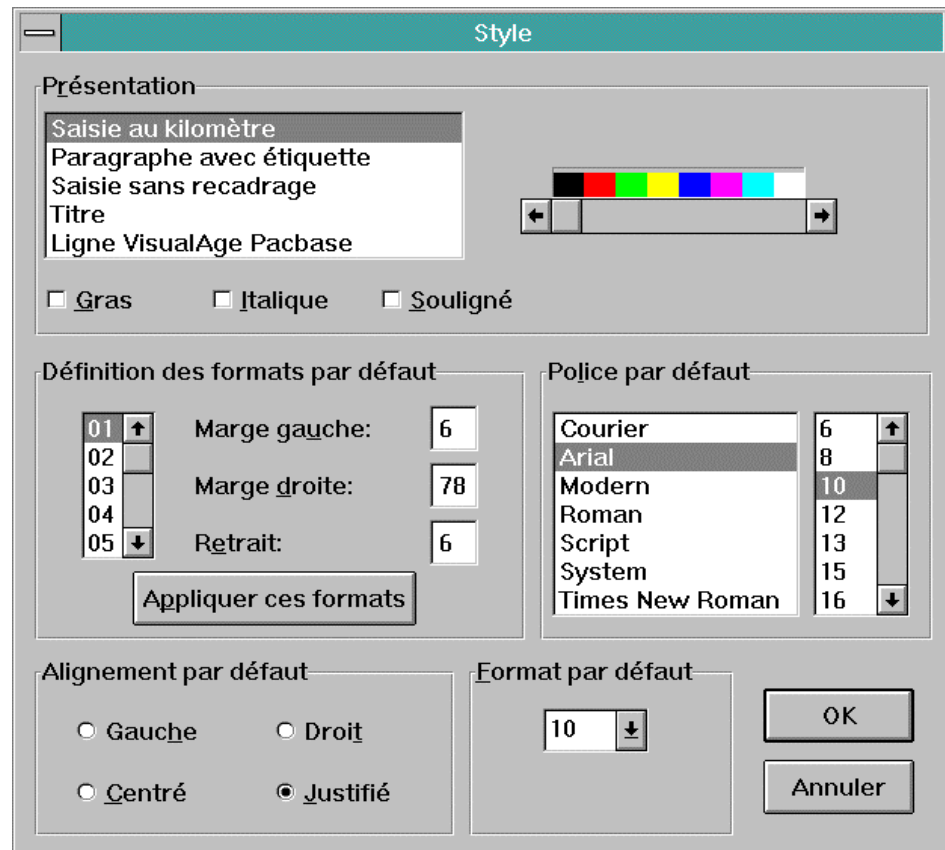 Style
Présentation
Saisie au kilomètre
Paragraphe avec étiquette
Saisie sans recadrage
Titre
Ligne VisualAge Pacbase
Gras Italique Souligné
Définition des formats par défaut
01
02
03
04
05
Marge gauche: 6
Marge droite: 78
Retrait: 6
Appliquer ces formats
Police par défaut
Courier
Arial
Modern
Roman
Script
System
Times New Roman
6
8
10
12
13
15
16
Alignement par défaut
Gauche Droit
Centré Justifié
Format par défaut
10
OK
Annuler